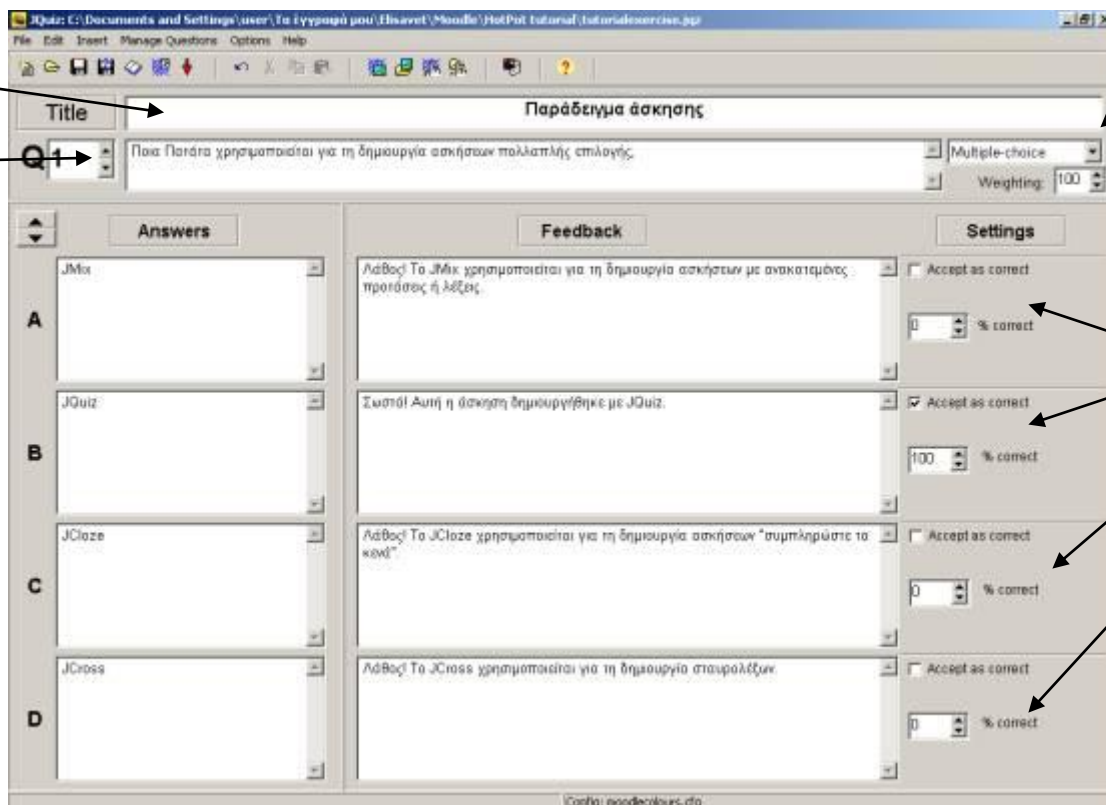 JQuiz: C:\Documents and Settings\user\Τα έγγραφά μου\Elisavet\Moodle\HotPot tutorial\tutorialexercise.jqz
File Edit Insert Manage Questions Options Help
Title Παράδειγμα άσκησης
Q 1 Ποια Πατάτα χρησιμοποιείται για τη δημιουργία ασκήσεων πολλαπλής επιλογής; Multiple-choice
Weighting: 100
Answers Feedback Settings
A JMix Λάθος! Το JMix χρησιμοποιείται για τη δημιουργία ασκήσεων με ανακατεμένες Accept as correct
προτάσεις ή λέξεις.
0 % correct
B JQuiz Σωστό! Αυτή η άσκηση δημιουργήθηκε με JQuiz. Accept as correct
100 % correct
C JCloze Λάθος! Το JCloze χρησιμοποιείται για τη δημιουργία ασκήσεων "συμπληρώστε τα Accept as correct
κενά"
0 % correct
D JCross Λάθος! Το JCross χρησιμοποιείται για τη δημιουργία σταυρολέξων. Accept as correct
0 % correct
Config: moodlecolours.cfg